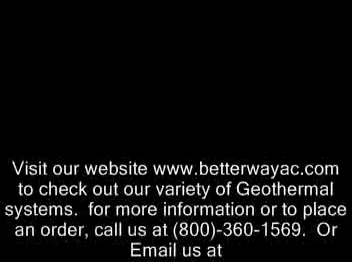 Visit our website www.betterwayac.com
to check out our variety of Geothermal
systems.  for more information or to place
an order, call us at (800)-360-1569.  Or
Email us at